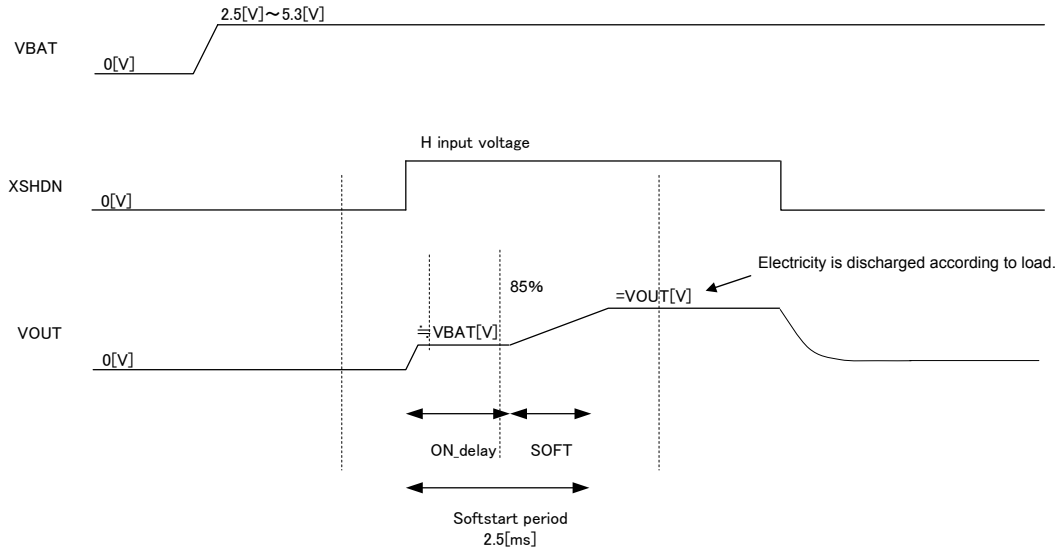 2.5[V]～5.3[V]
VBAT
0[V]
H input voltage
XSHDN
0[V]
Electricity is discharged according to load.
85%
=VOUT[V]
VOUT
≒VBAT[V]
0[V]
ON_delay
SOFT
Softstart period
2.5[ms]